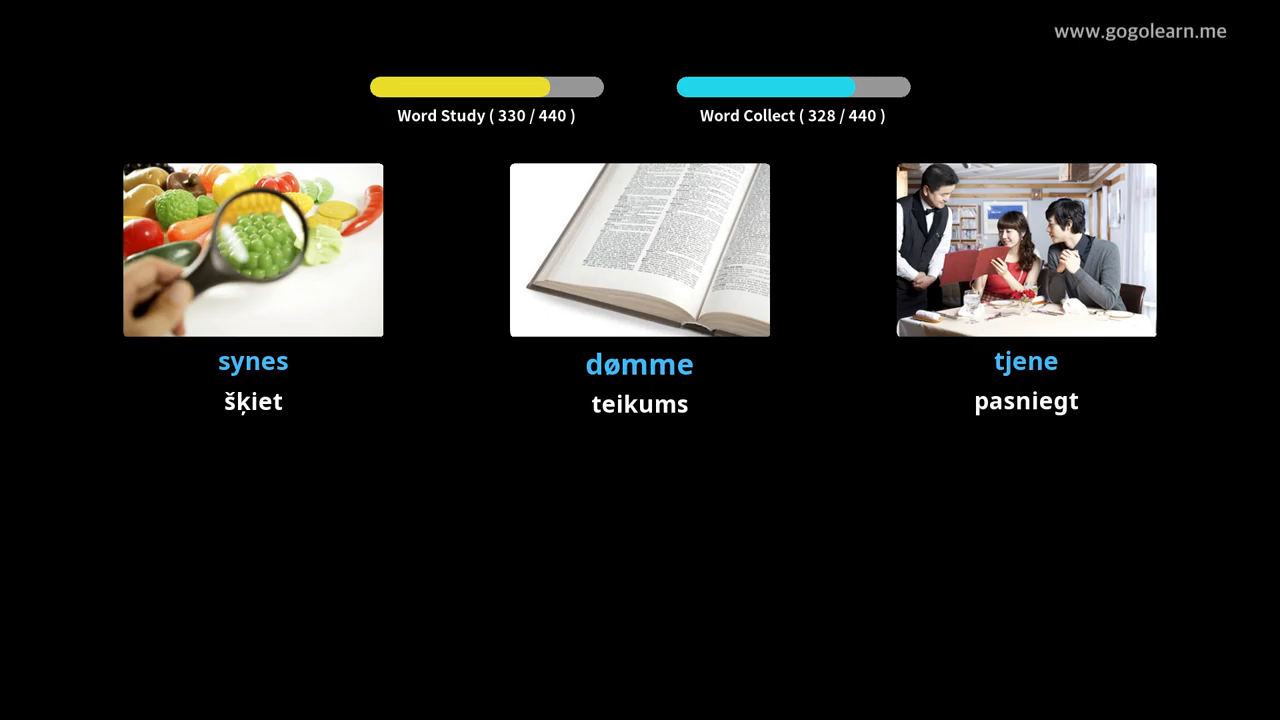 www.gogolearn.me
Word Study ( 330 / 440 )
Word Collect ( 328 / 440 )
synes
dømme
tjene
šķiet
teikums
pasniegt